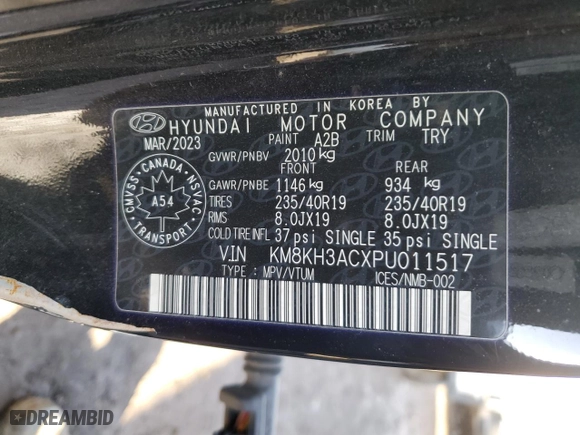 MANUFACTURED IN KOREA BY
HYUNDAI MOTOR COMPANY
MAR/2023 PAINT A2B TRIM TRY
GVWR/PNBV 2010 kg
FRONT REAR
GAWR/PNBE 1146 kg 934 kg
TIRES 235/40R19 235/40R19
RIMS 8.0JX19 8.0JX19
COLD TIRE INFL 37 psi SINGLE 35 psi SINGLE
VIN KM8KH3ACXPU011517
TYPE : MPV/VTUM ICES/NMB-002
CMVSS CANADA NSVAC
A54
TRANSPORT
DREAMBID